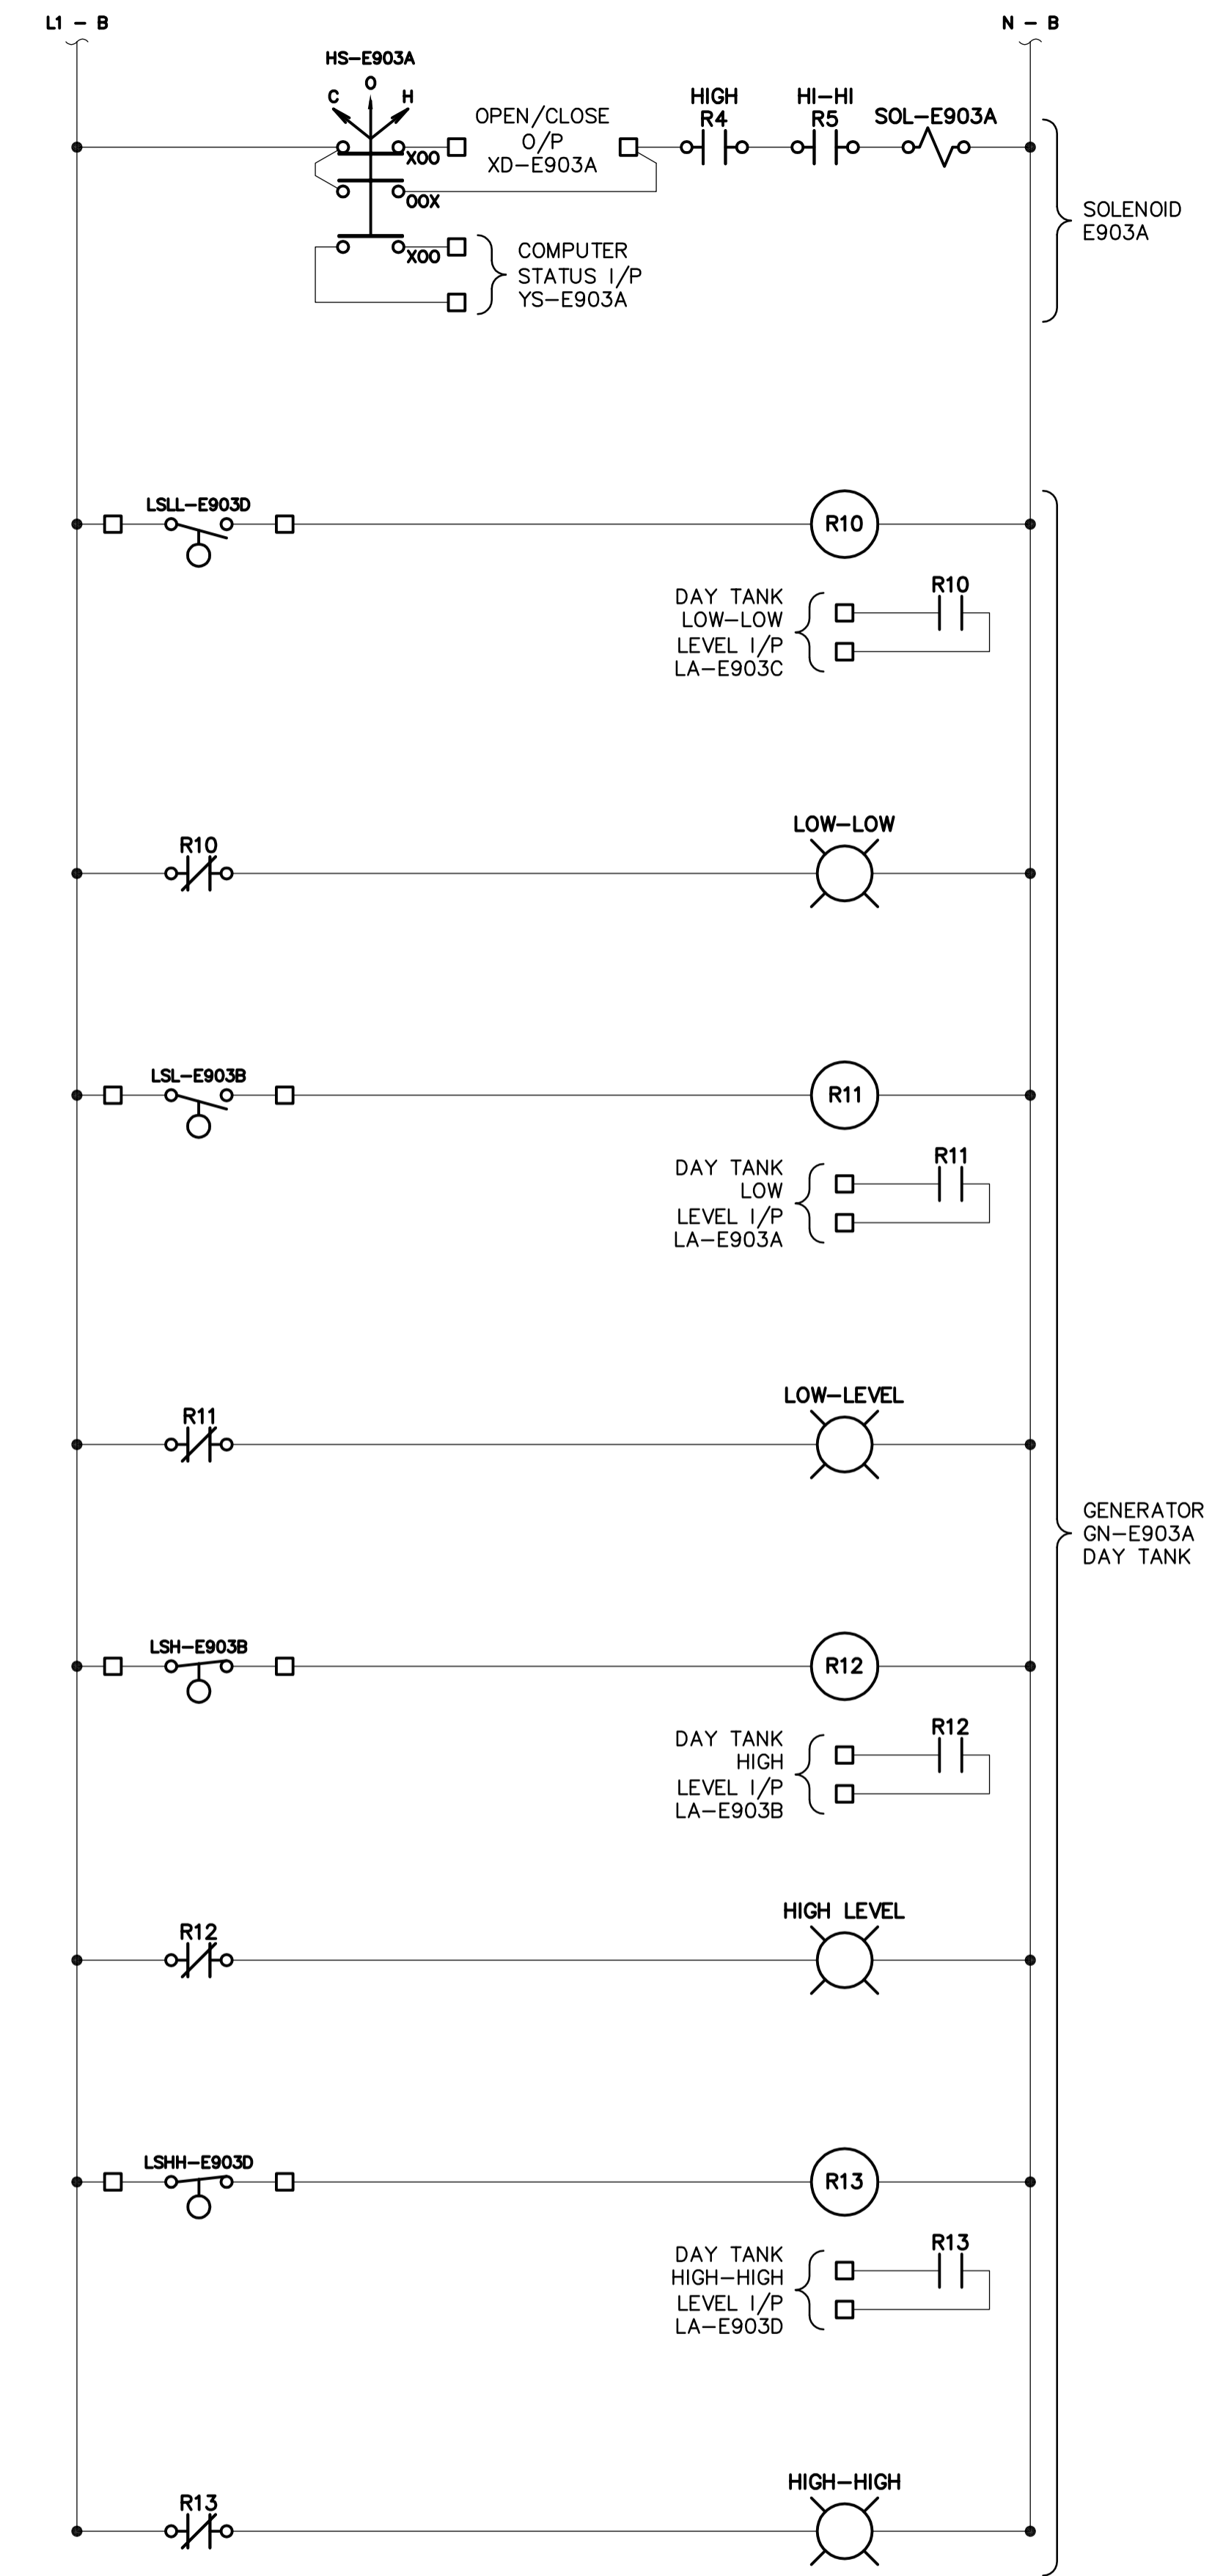 L1 - B
N - B
HS-E903A
C O H
X00
00X
X00
OPEN/CLOSE
O/P
XD-E903A
HIGH
R4
HI-HI
R5
SOL-E903A
SOLENOID
E903A
COMPUTER
STATUS I/P
YS-E903A
LSLL-E903D
R10
R10
DAY TANK
LOW-LOW
LEVEL I/P
LA-E903C
R10
LOW-LOW
LSL-E903B
R11
R11
DAY TANK
LOW
LEVEL I/P
LA-E903A
R11
LOW-LEVEL
GENERATOR
GN-E903A
DAY TANK
LSH-E903B
R12
R12
DAY TANK
HIGH
LEVEL I/P
LA-E903B
R12
HIGH LEVEL
LSHH-E903D
R13
R13
DAY TANK
HIGH-HIGH
LEVEL I/P
LA-E903D
R13
HIGH-HIGH